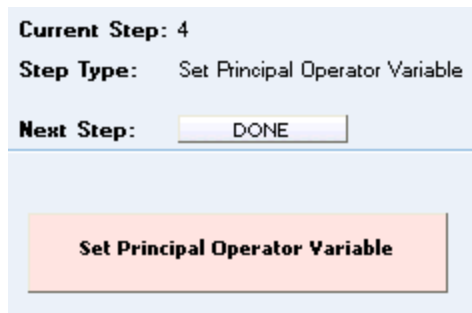 Current Step: 4
Step Type: Set Principal Operator Variable
Next Step: DONE
Set Principal Operator Variable